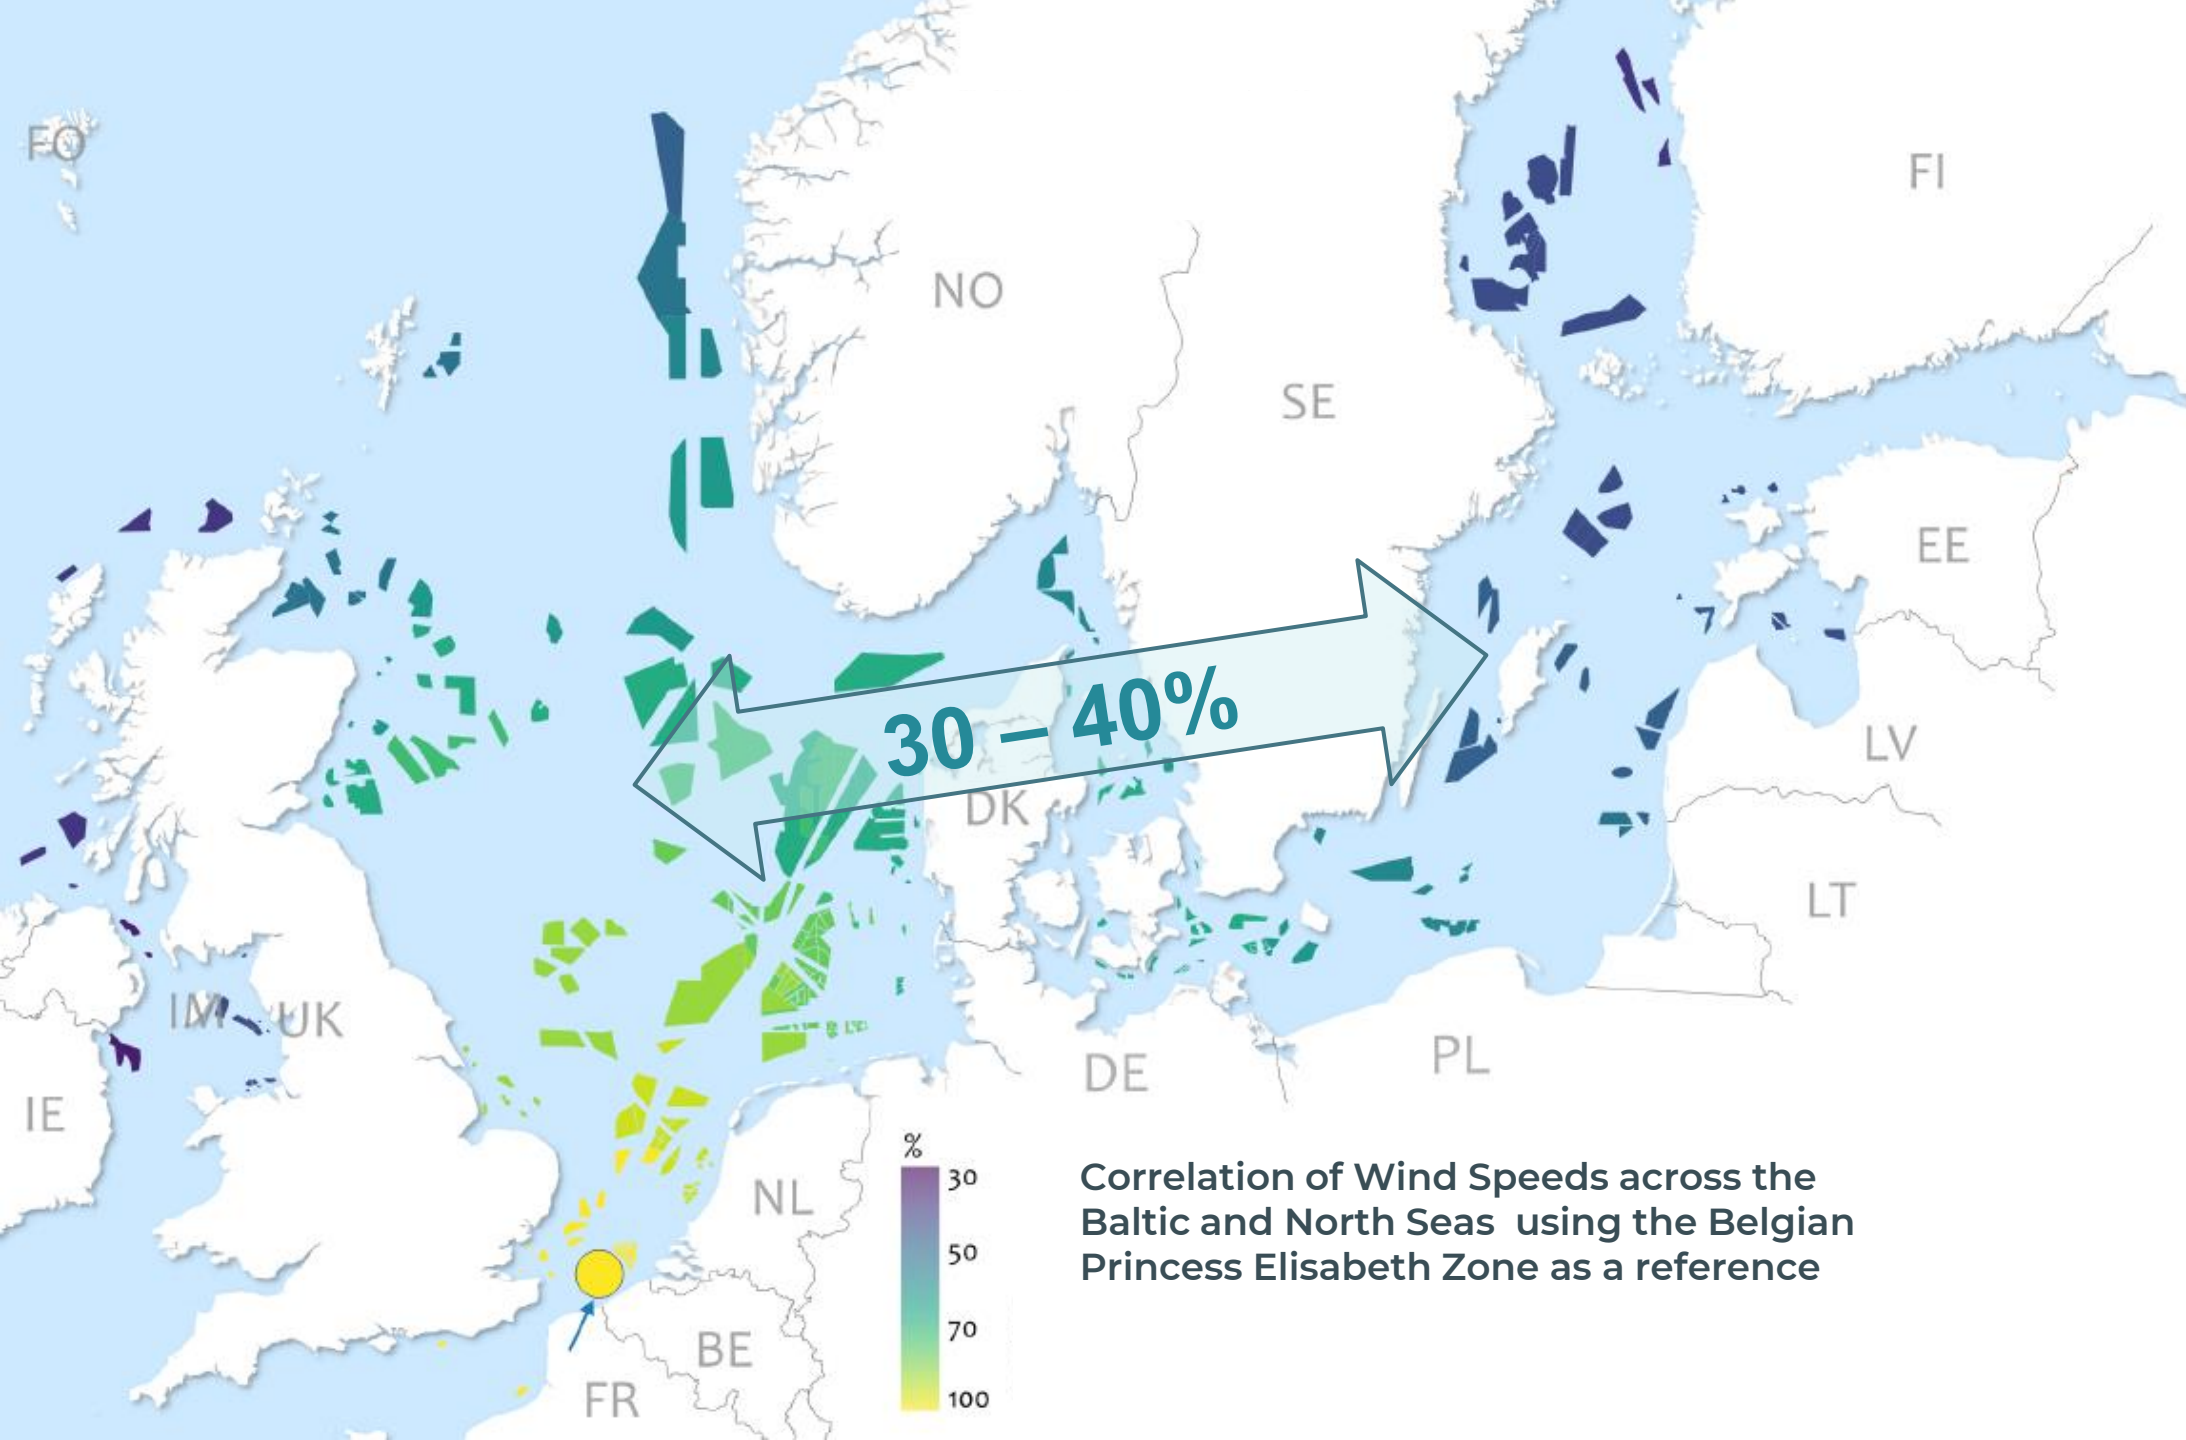 FO
FI
NO
SE
EE
30 – 40%
LV
DK
LT
IM
UK
PL
DE
IE
%
30
NL
50
70
BE
100
FR
Correlation of Wind Speeds across the
Baltic and North Seas using the Belgian
Princess Elisabeth Zone as a reference